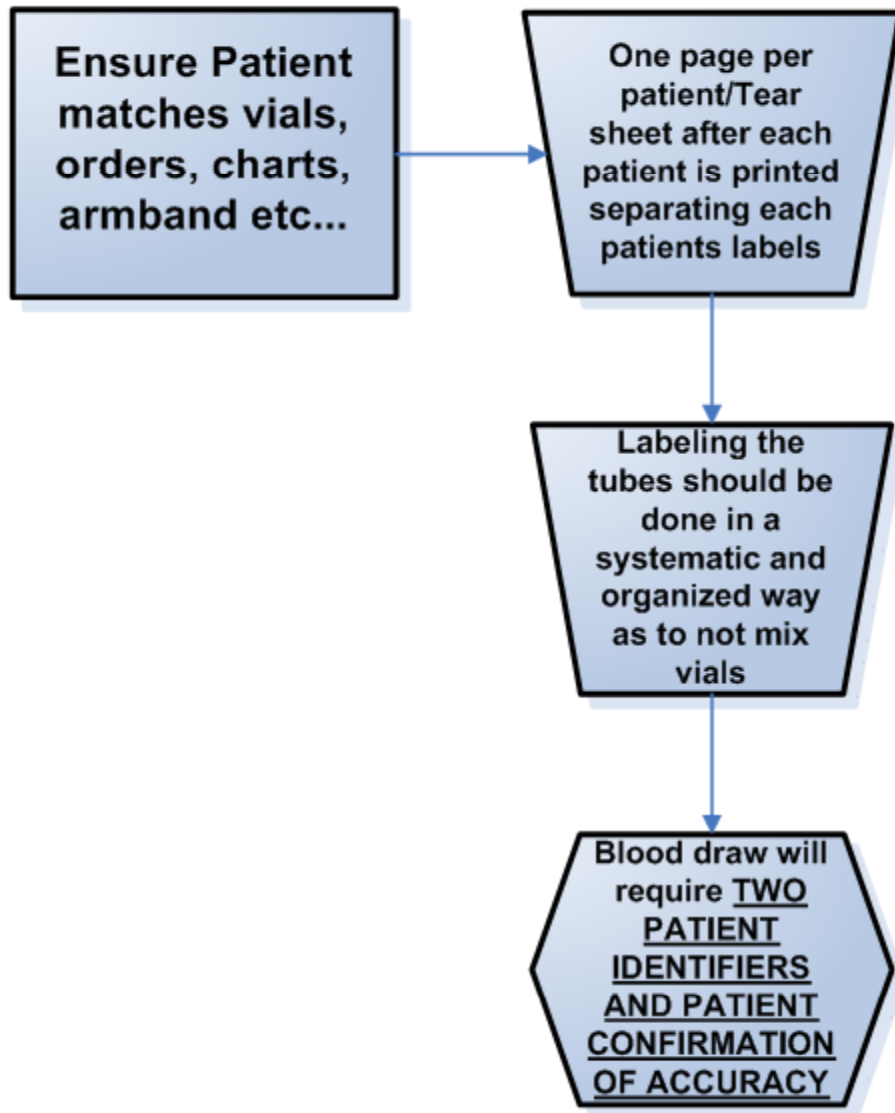 Ensure Patient
matches vials,
orders, charts,
armband etc...
One page per
patient/Tear
sheet after each
patient is printed
separating each
patients labels
Labeling the
tubes should be
done in a
systematic and
organized way
as to not mix
vials
Blood draw will
require TWO
PATIENT
IDENTIFIERS
AND PATIENT
CONFIRMATION
OF ACCURACY